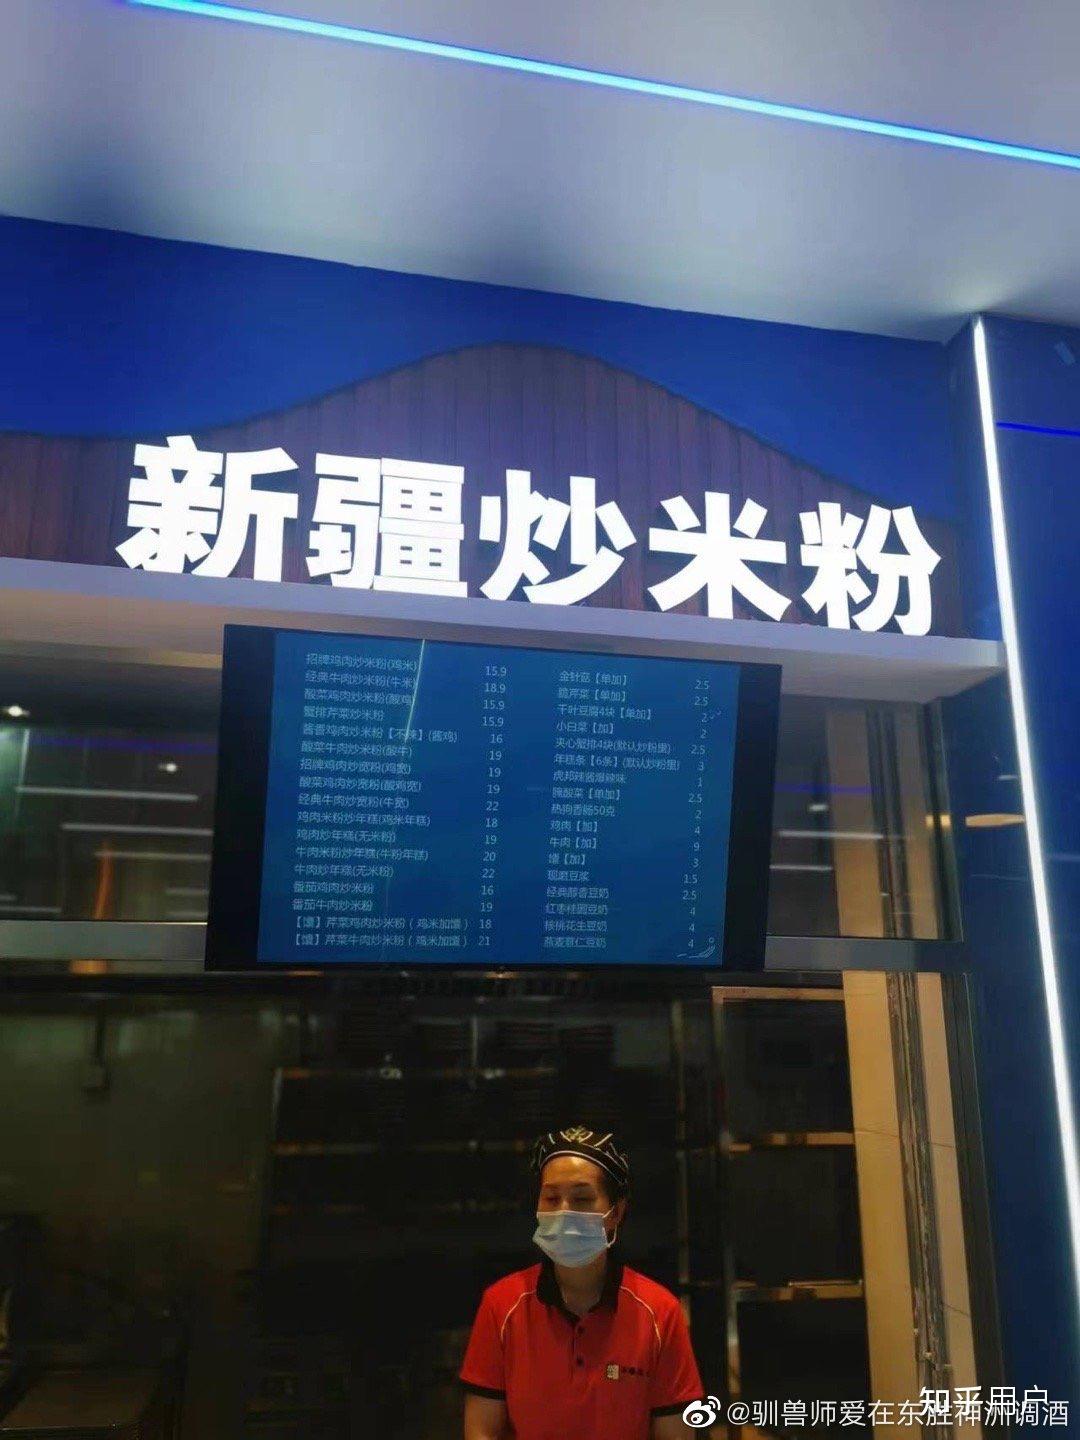 新疆炒米粉
招牌鸡肉炒米粉(鸡米) 15.9
经典牛肉炒米粉(牛米) 18.9
酸菜鸡肉炒米粉(酸鸡) 15.9
蟹排芹菜炒米粉 15.9
酱香鸡肉炒米粉【不辣】(酱鸡) 16
酸菜牛肉炒米粉(酸牛) 19
招牌鸡肉炒宽粉(鸡宽) 19
酸菜鸡肉炒宽粉(酸鸡宽) 19
经典牛肉炒宽粉(牛宽) 22
鸡肉米粉炒年糕(鸡米年糕) 18
鸡肉炒年糕(无米粉) 19
牛肉米粉炒年糕(牛粉年糕) 20
牛肉炒年糕(无米粉) 22
番茄鸡肉炒米粉 16
番茄牛肉炒米粉 19
【馕】芹菜鸡肉炒米粉（鸡米加馕） 18
【馕】芹菜牛肉炒米粉（鸡米加馕） 21
金针菇【单加】 2.5
脆芹菜【单加】 2.5
千叶豆腐4块【单加】 2
小白菜【加】 2
夹心蟹排4块(默认炒粉里) 2.5
年糕条【6条】(默认炒粉里) 3
虎邦辣酱爆辣味 1
腌酸菜【单加】 2.5
热狗香肠50克 2
鸡肉【加】 4
牛肉【加】 9
馕【加】 3
现磨豆浆 1.5
经典醇香豆奶 2.5
红枣桂圆豆奶 4
核桃花生豆奶 4
燕麦薏仁豆奶 4
知乎用户
@驯兽师爱在东胜神洲调酒